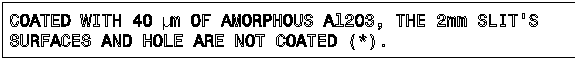 COATED WITH 40 μm OF AMORPHOUS Al2O3, THE 2mm SLIT'S
SURFACES AND HOLE ARE NOT COATED (*).